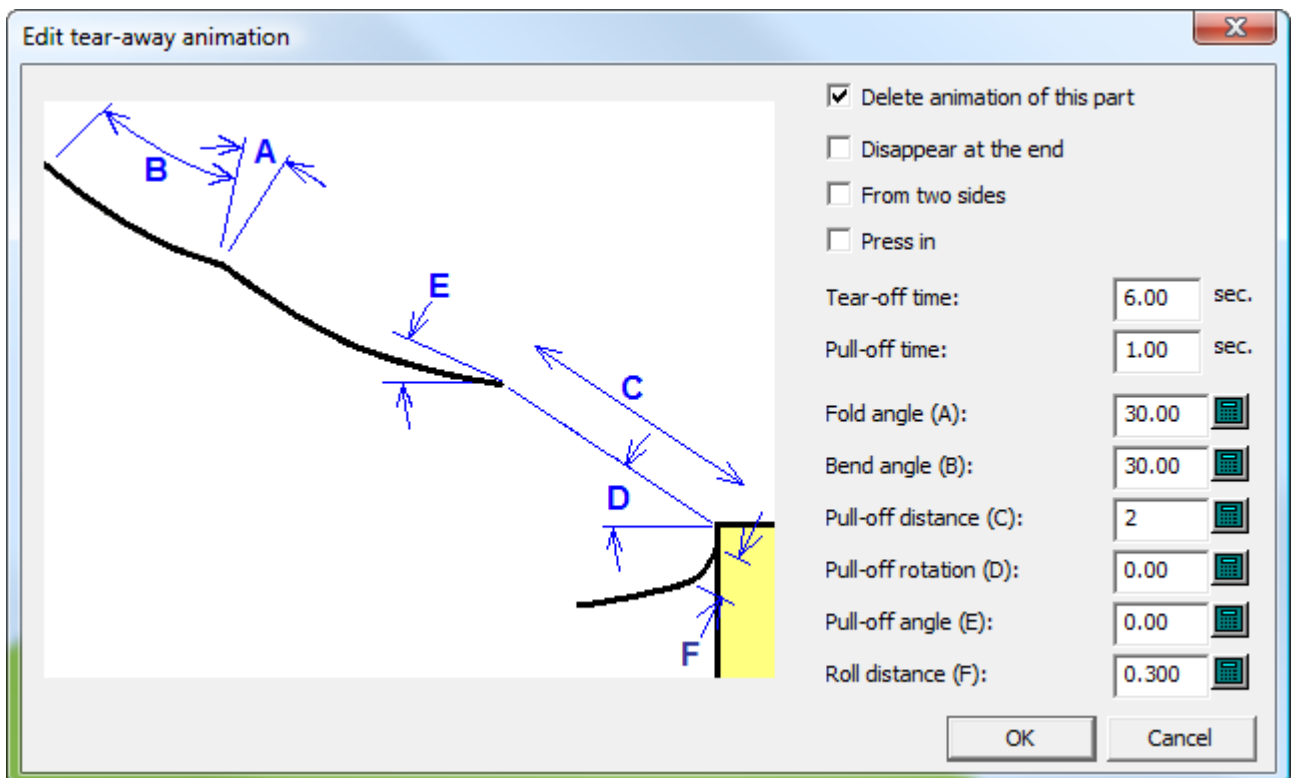 Edit tear-away animation
B
A
E
C
D
F
Delete animation of this part
Disappear at the end
From two sides
Press in
Tear-off time: 6.00 sec.
Pull-off time: 1.00 sec.
Fold angle (A): 30.00
Bend angle (B): 30.00
Pull-off distance (C): 2
Pull-off rotation (D): 0.00
Pull-off angle (E): 0.00
Roll distance (F): 0.300
OK Cancel